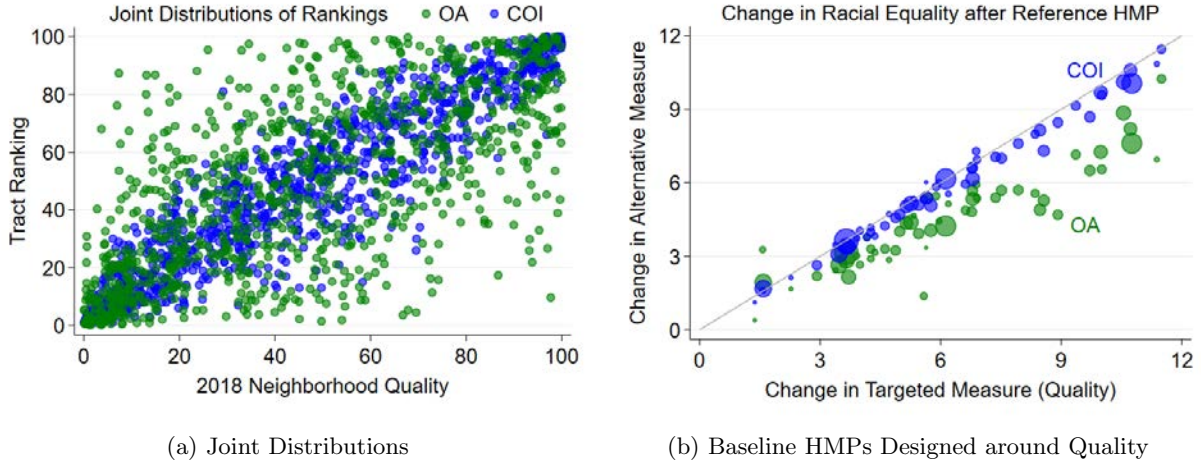 Joint Distributions of Rankings OA COI
Tract Ranking
100
80
60
40
20
0
0 20 40 60 80 100
2018 Neighborhood Quality
(a) Joint Distributions
Change in Racial Equality after Reference HMP
Change in Alternative Measure
12
9
6
3
0
COI
OA
0 3 6 9 12
Change in Targeted Measure (Quality)
(b) Baseline HMPs Designed around Quality